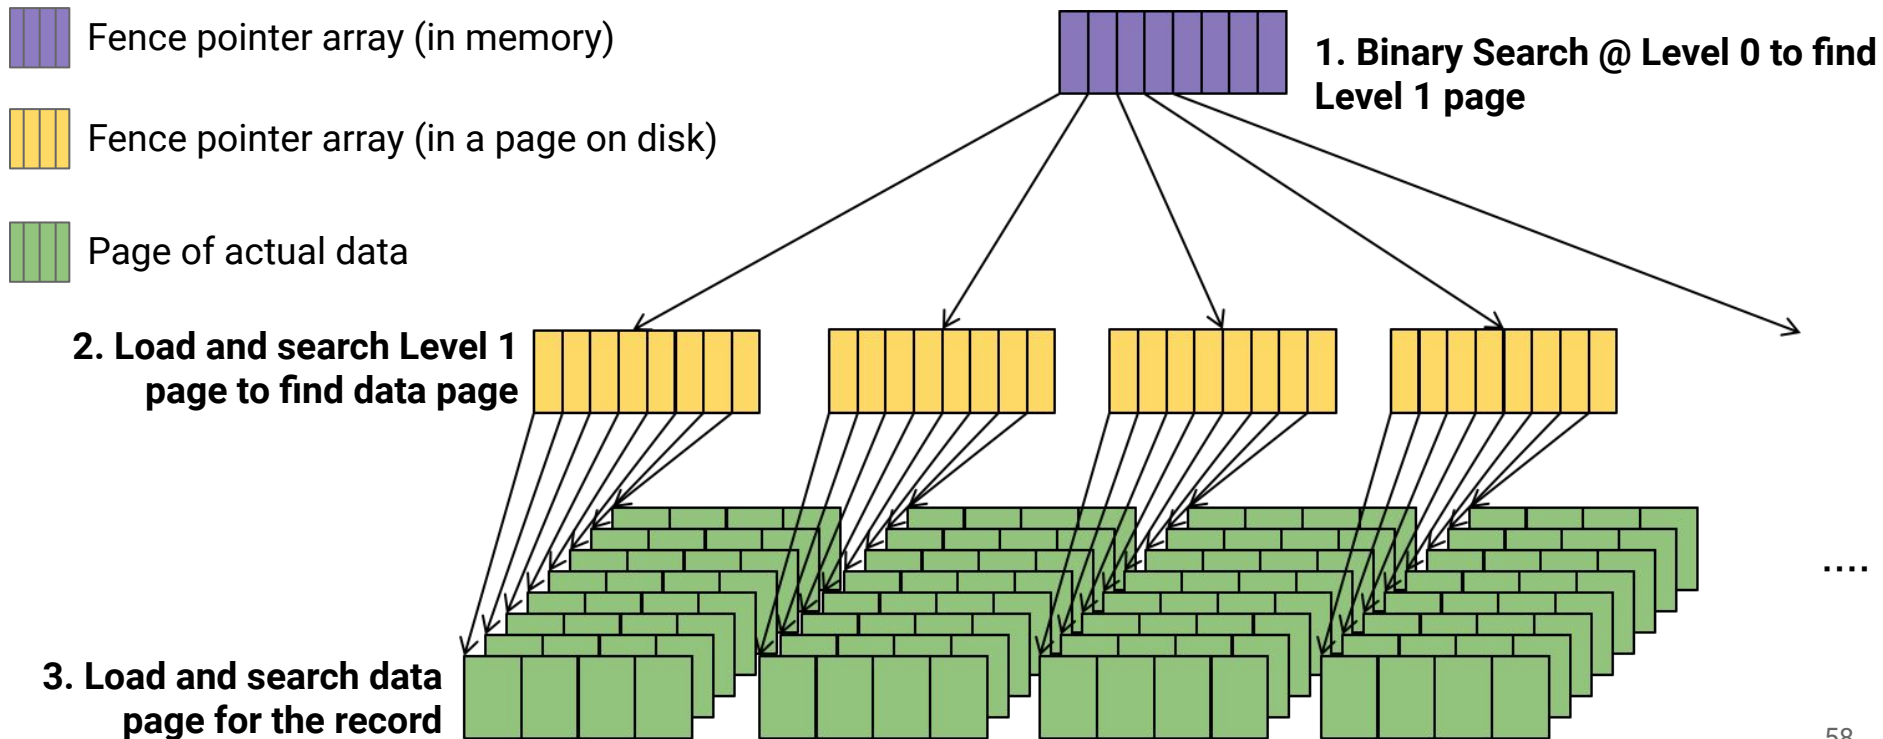 Fence pointer array (in memory)
1. Binary Search @ Level 0 to find
Level 1 page
Fence pointer array (in a page on disk)
Page of actual data
2. Load and search Level 1
page to find data page
....
3. Load and search data
page for the record
58